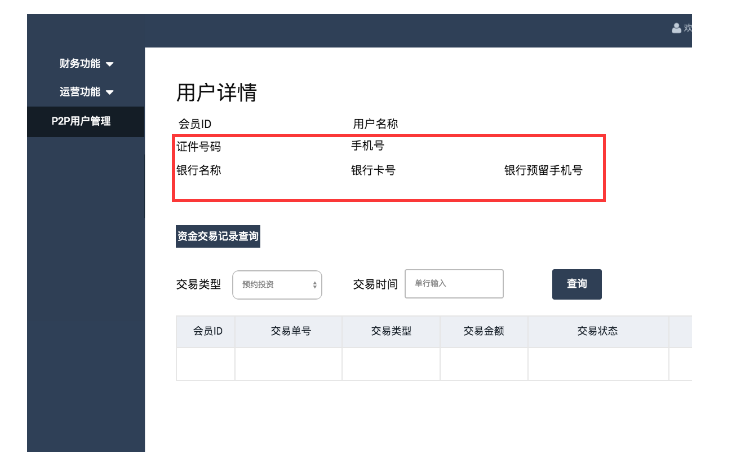 欢
财务功能
运营功能
P2P用户管理
用户详情
会员ID 用户名称
证件号码 手机号
银行名称 银行卡号 银行预留手机号
资金交易记录查询
交易类型 预约投资 交易时间 单行输入 查询
会员ID 交易单号 交易类型 交易金额 交易状态